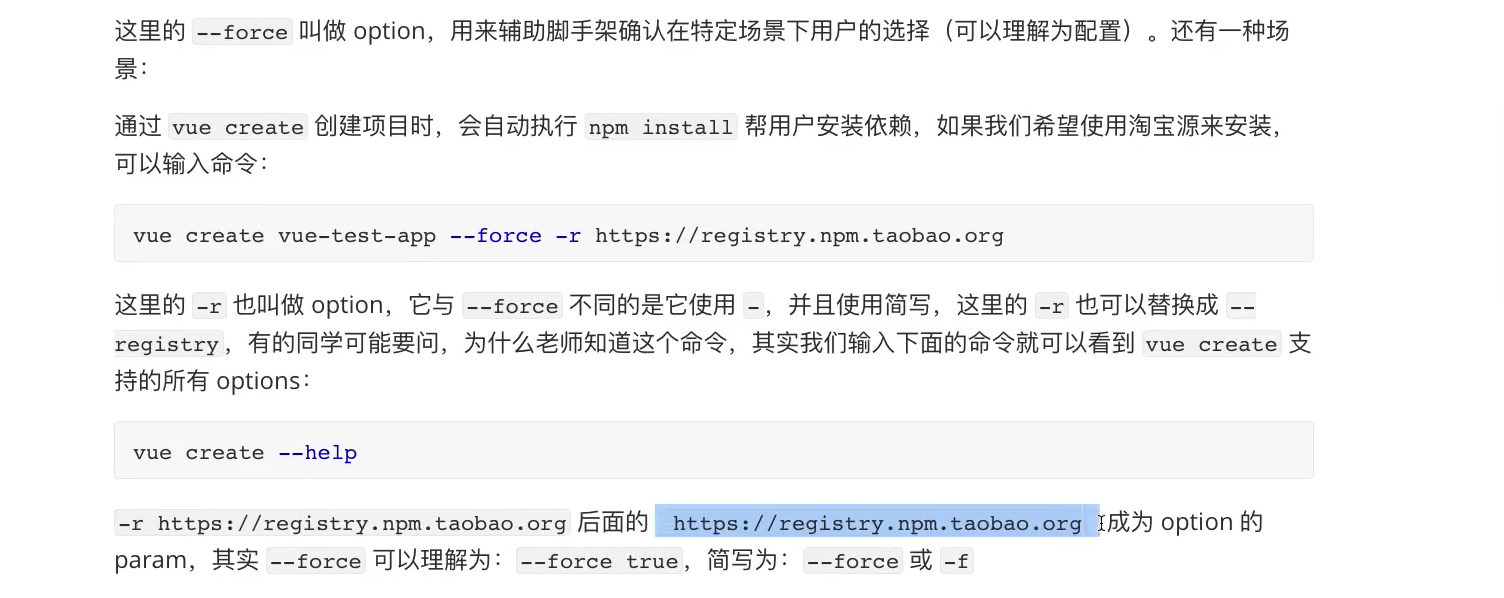 这里的 --force 叫做 option，用来辅助脚手架确认在特定场景下用户的选择（可以理解为配置）。还有一种场
景：
通过 vue create 创建项目时，会自动执行 npm install 帮用户安装依赖，如果我们希望使用淘宝源来安装，
可以输入命令：
vue create vue-test-app --force -r https://registry.npm.taobao.org
这里的 -r 也叫做 option，它与 --force 不同的是它使用 -，并且使用简写，这里的 -r 也可以替换成 --
registry，有的同学可能要问，为什么老师知道这个命令，其实我们输入下面的命令就可以看到 vue create 支
持的所有 options：
vue create --help
-r https://registry.npm.taobao.org 后面的 https://registry.npm.taobao.org 成为 option 的
param，其实 --force 可以理解为：--force true，简写为：--force 或 -f